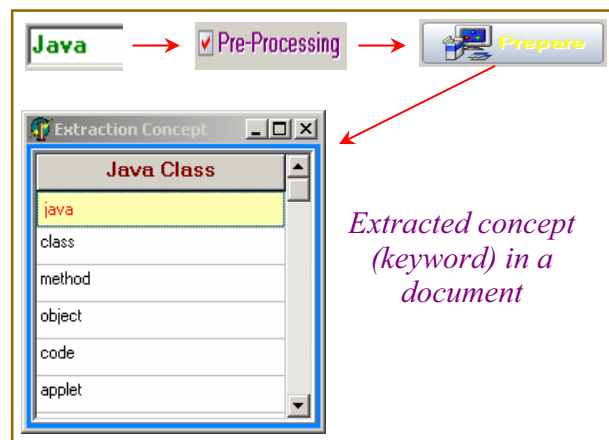 Java
Pre-Processing
Prepare
Extraction Concept
Java Class
java
class
method
object
code
applet
Extracted concept
(keyword) in a
document